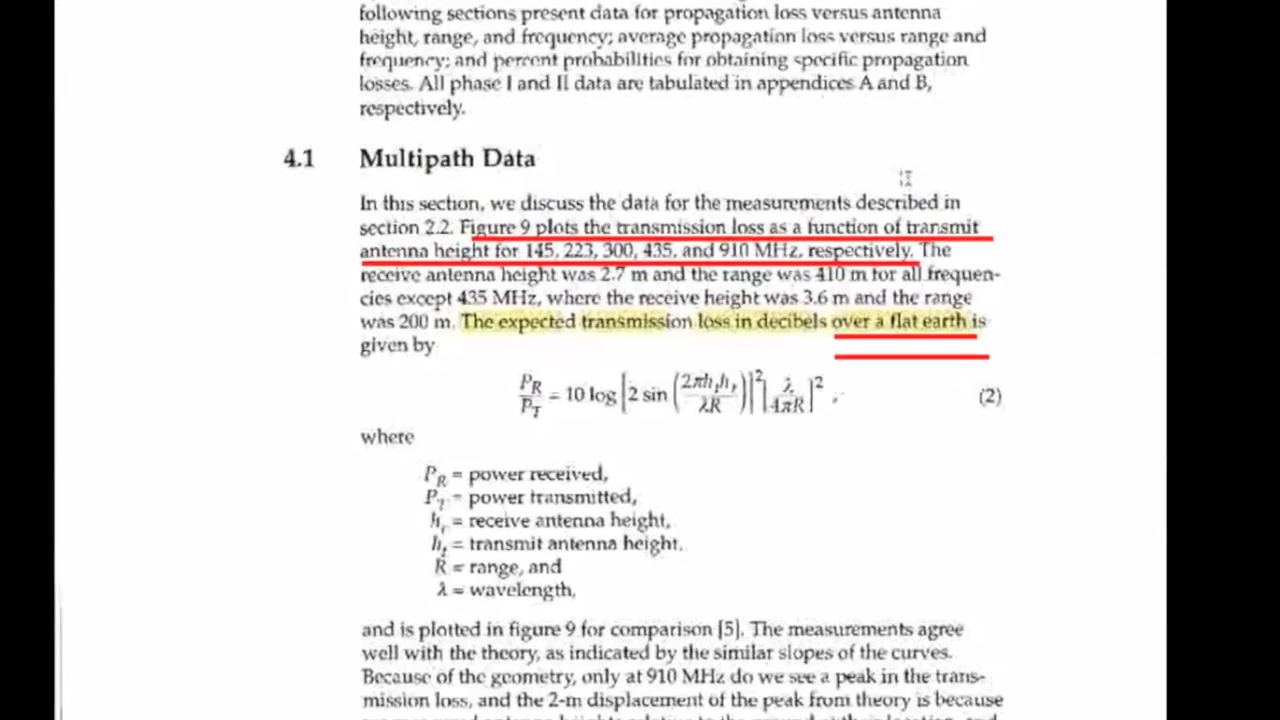 following sections present data for propagation loss versus antenna
height, range, and frequency; average propagation loss versus range and
frequency; and percent probabilities for obtaining specific propagation
losses. All phase I and II data are tabulated in appendices A and B,
respectively.
4.1 Multipath Data
In this section, we discuss the data for the measurements described in
section 2.2. Figure 9 plots the transmission loss as a function of transmit
antenna height for 145, 223, 300, 435, and 910 MHz, respectively. The
receive antenna height was 2.7 m and the range was 410 m for all frequen-
cies except 435 MHz, where the receive height was 3.6 m and the range
was 200 m. The expected transmission loss in decibels over a flat earth is
given by
P_R/P_T = 10 log |2 sin (2πh_t h_r/λR)|² |λ/4πR|² , (2)
where
P_R = power received,
P_T = power transmitted,
h_r = receive antenna height,
h_t = transmit antenna height,
R = range, and
λ = wavelength,
and is plotted in figure 9 for comparison [5]. The measurements agree
well with the theory, as indicated by the similar slopes of the curves.
Because of the geometry, only at 910 MHz do we see a peak in the trans-
mission loss, and the 2-m displacement of the peak from theory is because